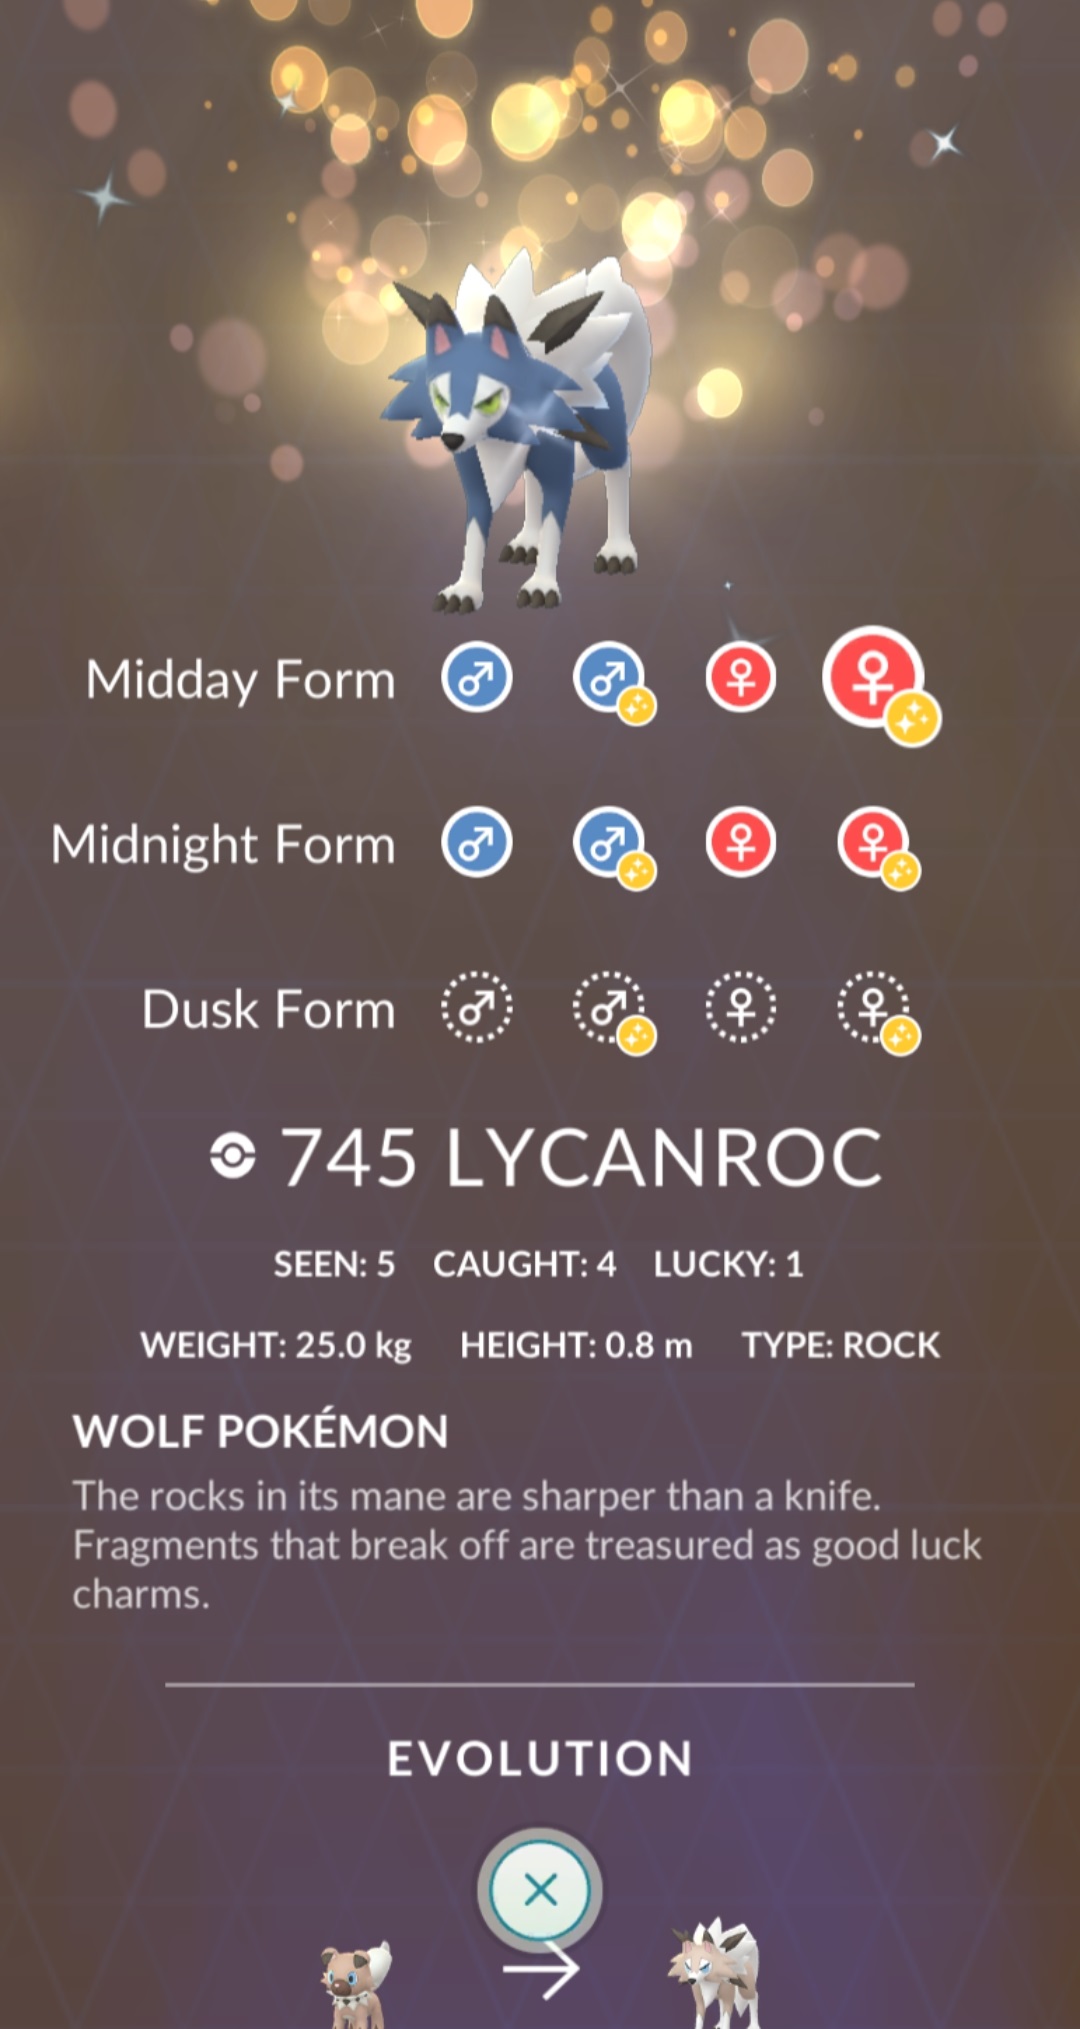 Midday Form
Midnight Form
Dusk Form
745 LYCANROC
SEEN: 5 CAUGHT: 4 LUCKY: 1
WEIGHT: 25.0 kg HEIGHT: 0.8 m TYPE: ROCK
WOLF POKÉMON
The rocks in its mane are sharper than a knife.
Fragments that break off are treasured as good luck
charms.
EVOLUTION